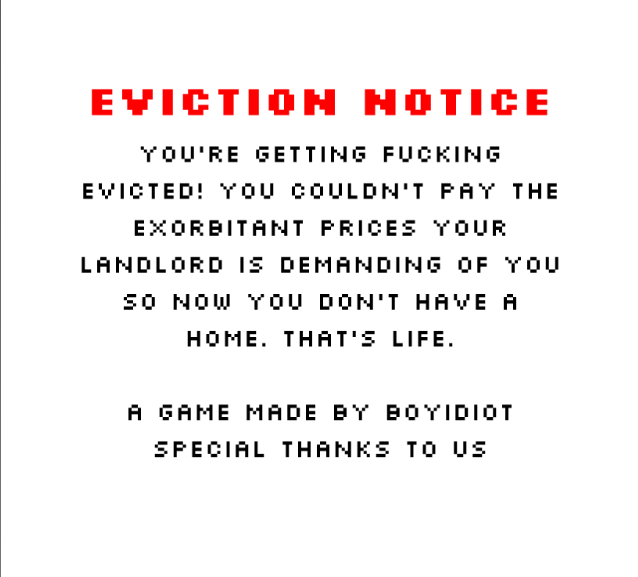 EVICTION NOTICE
YOU'RE GETTING FUCKING
EVICTED! YOU COULDN'T PAY THE
EXORBITANT PRICES YOUR
LANDLORD IS DEMANDING OF YOU
SO NOW YOU DON'T HAVE A
HOME. THAT'S LIFE.
A GAME MADE BY BOYIDIOT
SPECIAL THANKS TO US